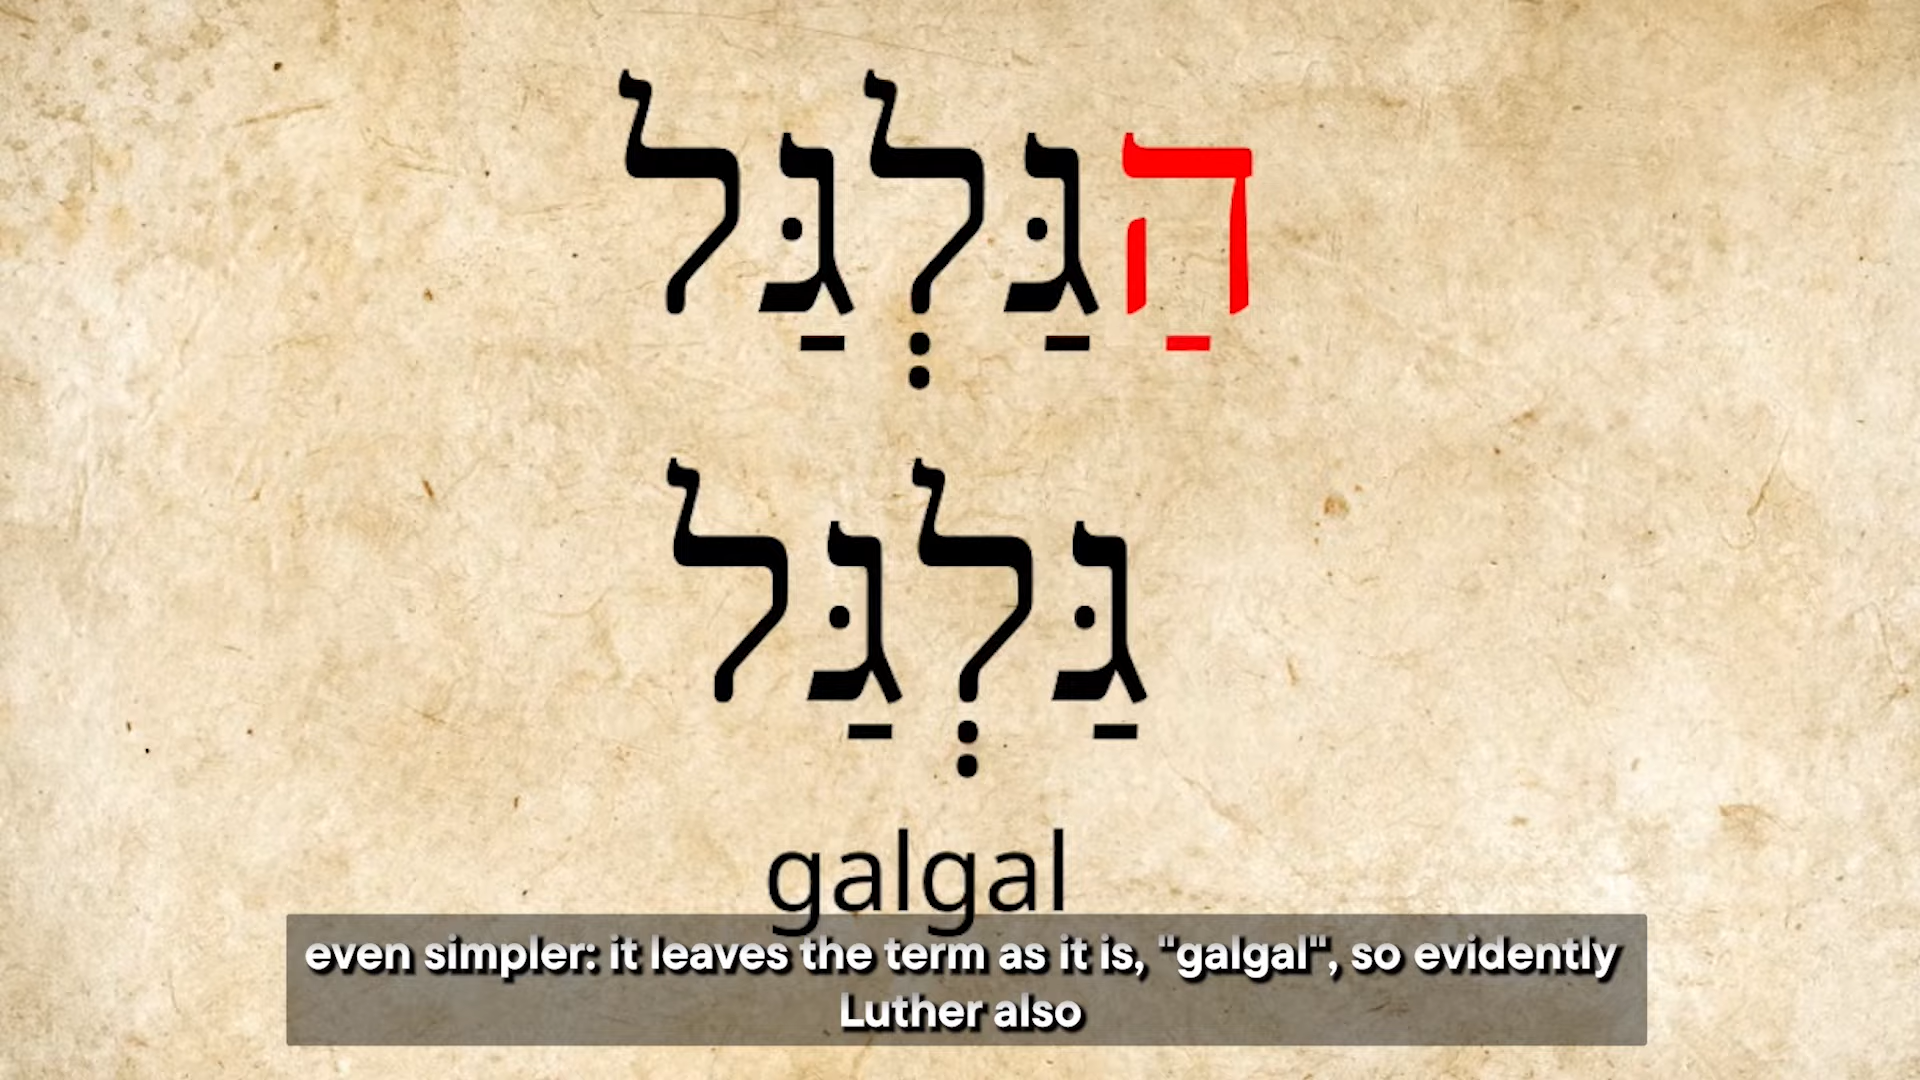 הַגַּלְגַּל
גַּלְגַּל
galgal
even simpler: it leaves the term as it is, "galgal", so evidently
Luther also